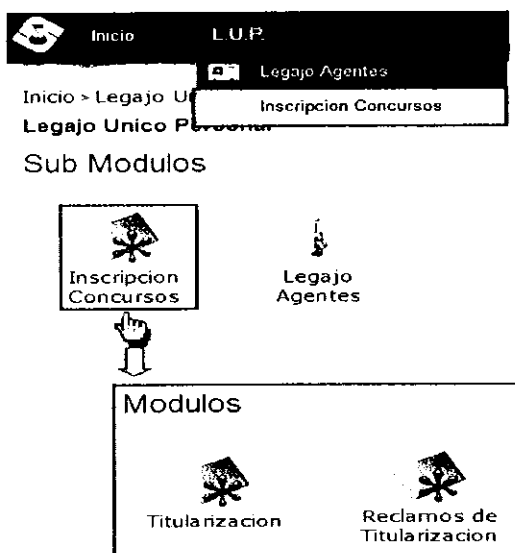 Inicio L.U.P.
Legajo Agentes
Inicio > Legajo U
Inscripcion Concursos
Legajo Unico Personal
Sub Modulos
Inscripcion
Concursos
Legajo
Agentes
Modulos
Titularizacion
Reclamos de
Titularizacion